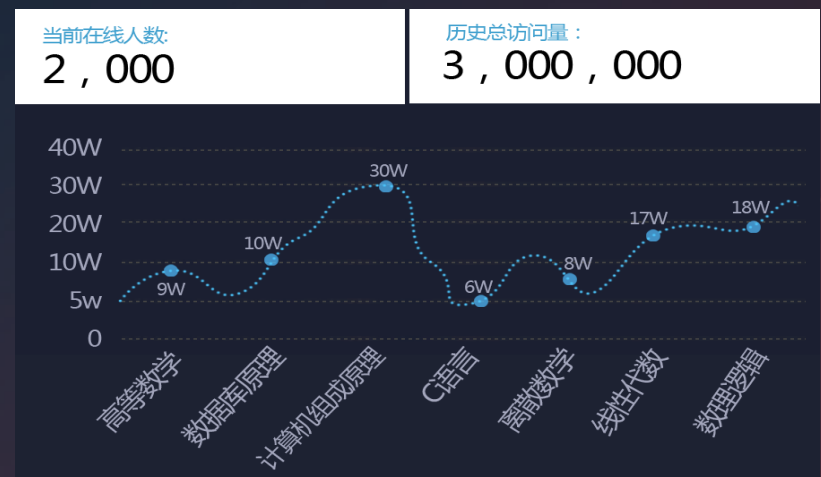 当前在线人数:
2，000
历史总访问量：
3，000，000
40W
30W
20W
10W
5w
0
9W
10W
30W
6W
8W
17W
18W
高等数学
数据库原理
计算机组成原理
C语言
离散数学
线性代数
数理逻辑